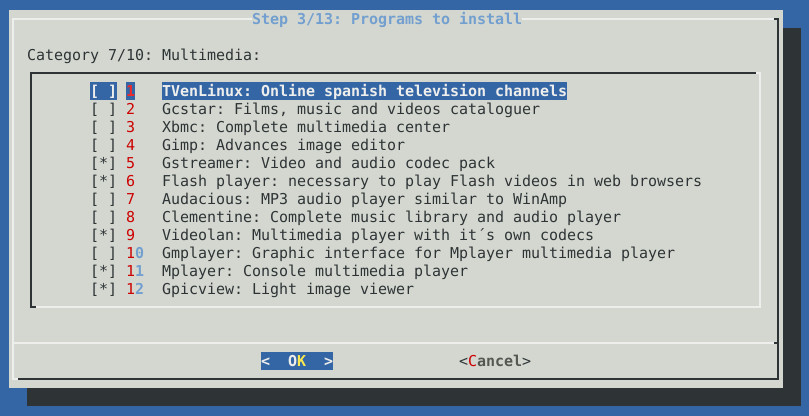 Step 3/13: Programs to install
Category 7/10: Multimedia:
[ ] 1 TVenLinux: Online spanish television channels
[ ] 2 Gcstar: Films, music and videos cataloguer
[ ] 3 Xbmc: Complete multimedia center
[ ] 4 Gimp: Advances image editor
[*] 5 Gstreamer: Video and audio codec pack
[*] 6 Flash player: necessary to play Flash videos in web browsers
[ ] 7 Audacious: MP3 audio player similar to WinAmp
[ ] 8 Clementine: Complete music library and audio player
[*] 9 Videolan: Multimedia player with it´s own codecs
[ ] 10 Gmplayer: Graphic interface for Mplayer multimedia player
[*] 11 Mplayer: Console multimedia player
[*] 12 Gpicview: Light image viewer
< OK > <Cancel>